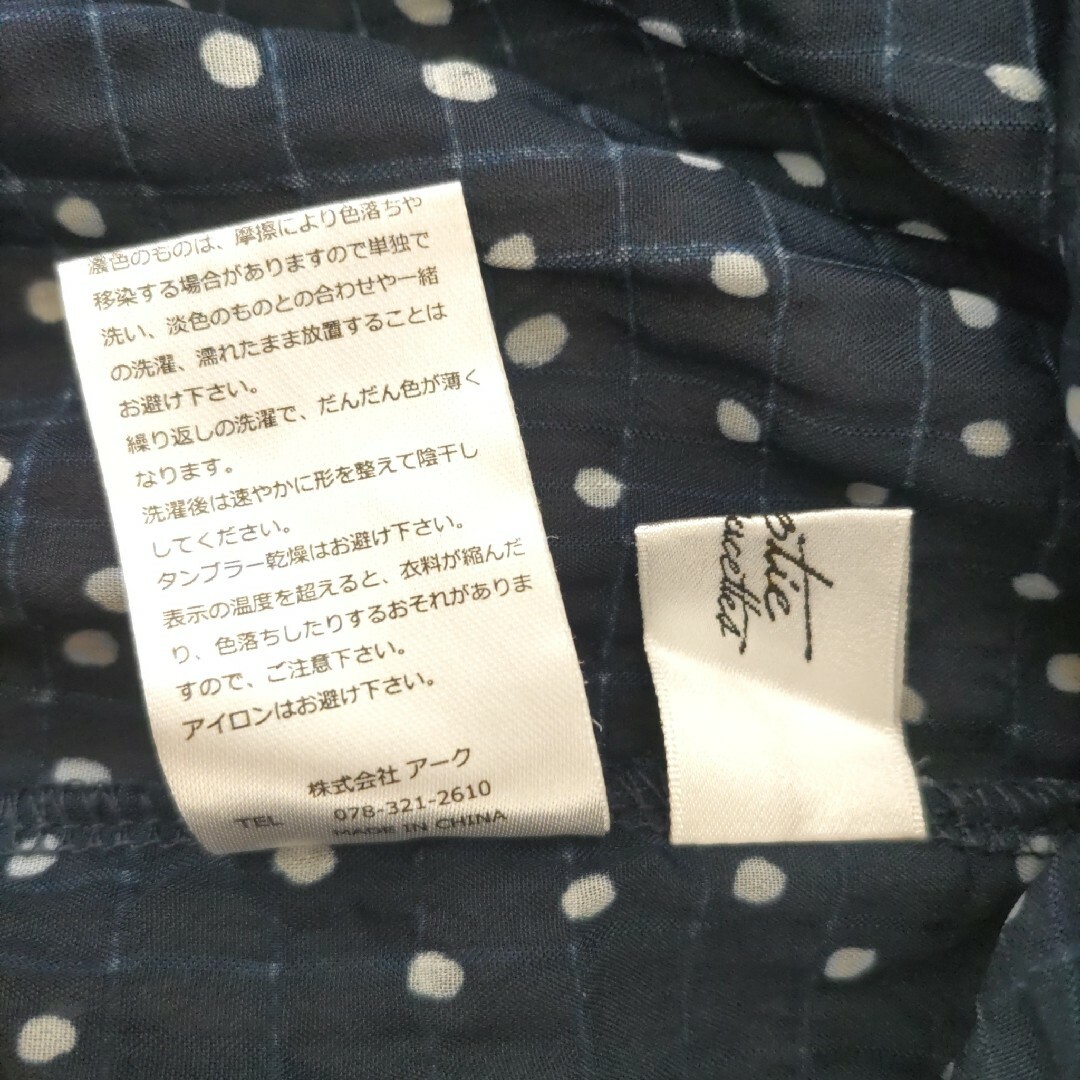 濃色のものは、摩擦により色落ちや
移染する場合がありますので単独で
洗い、淡色のものとの合わせや一緒
の洗濯、濡れたまま放置することは
お避け下さい。
繰り返しの洗濯で、だんだん色が薄く
なります。
洗濯後は速やかに形を整えて陰干し
してください。
タンブラー乾燥はお避け下さい。
表示の温度を超えると、衣料が縮んだ
り、色落ちしたりするおそれがありま
すので、ご注意下さい。
アイロンはお避け下さい。
株式会社 アーク
TEL 078-321-2610
MADE IN CHINA